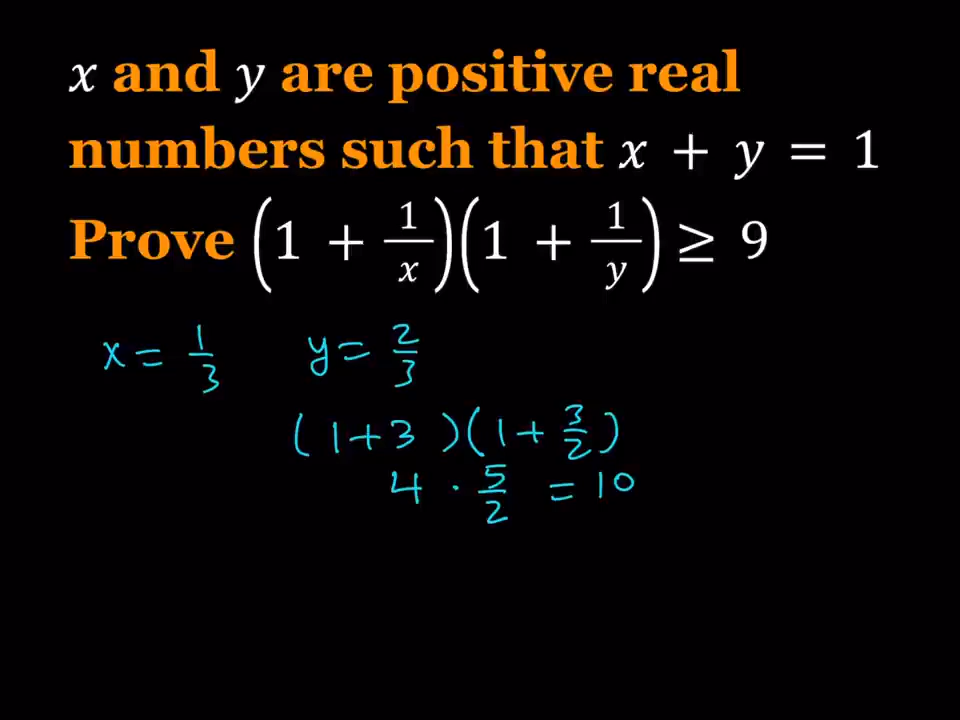 x and y are positive real
numbers such that x + y = 1
Prove (1 + 1/x)(1 + 1/y) ≥ 9
x = 1/3 y = 2/3
(1+3)(1+ 3/2)
4 · 5/2 = 10